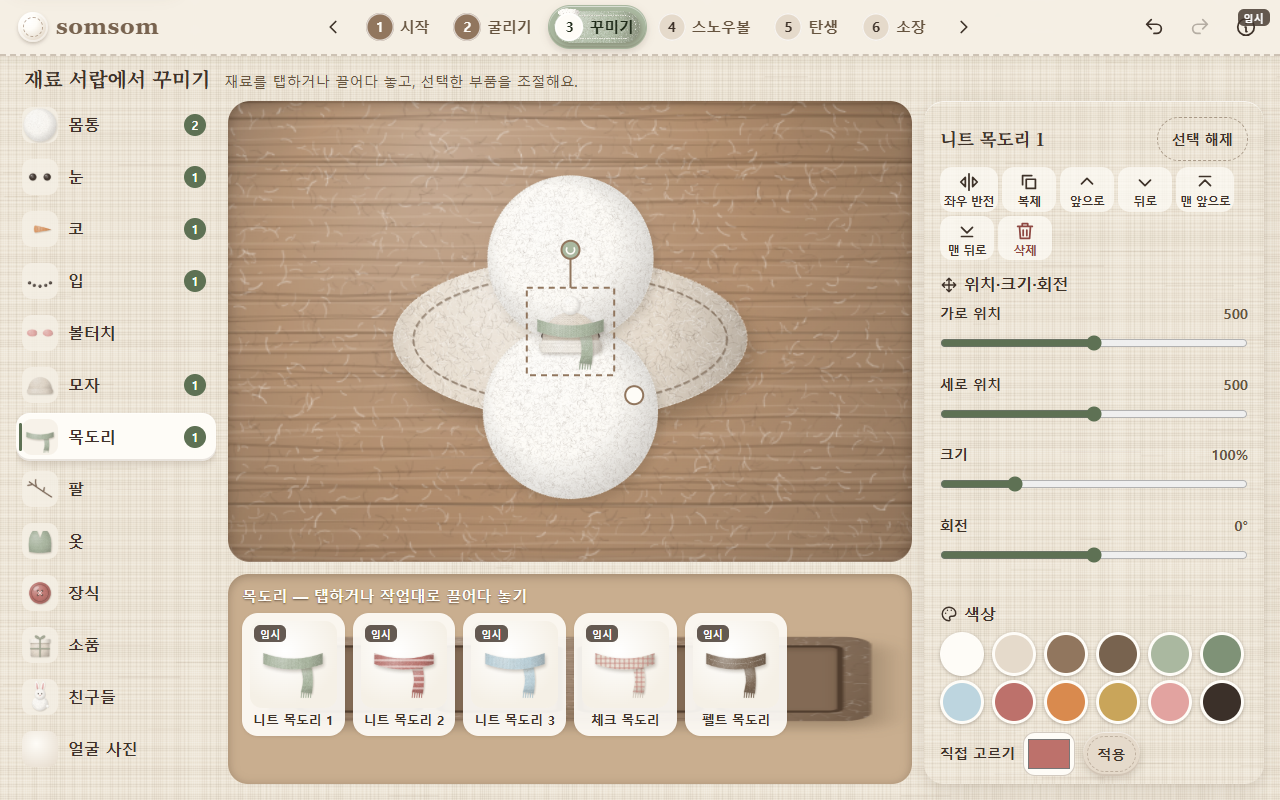 somsom
1 시작
2 굴리기
3 꾸미기
4 스노우볼
5 탄생
6 소장
임시
재료 서랍에서 꾸미기
재료를 탭하거나 끌어다 놓고, 선택한 부품을 조절해요.
몸통 2
눈 1
코 1
입 1
볼터치
모자 1
목도리 1
팔
옷
장식
소품
친구들
얼굴 사진
목도리 — 탭하거나 작업대로 끌어다 놓기
임시 임시 임시 임시 임시
니트 목도리 1 니트 목도리 2 니트 목도리 3 체크 목도리 펠트 목도리
니트 목도리 1
선택 해제
좌우 반전 복제 앞으로 뒤로 맨 앞으로
맨 뒤로 삭제
위치·크기·회전
가로 위치 500
세로 위치 500
크기 100%
회전 0°
색상
직접 고르기 적용